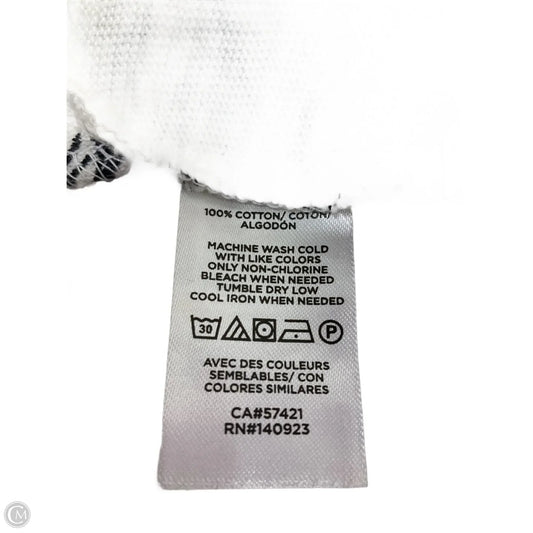 100% COTTON/ COTON/
ALGODÓN
MACHINE WASH COLD
WITH LIKE COLORS
ONLY NON-CHLORINE
BLEACH WHEN NEEDED
TUMBLE DRY LOW
COOL IRON WHEN NEEDED
30 P
AVEC DES COULEURS
SEMBLABLES/ CON
COLORES SIMILARES
CA#57421
RN#140923
CM